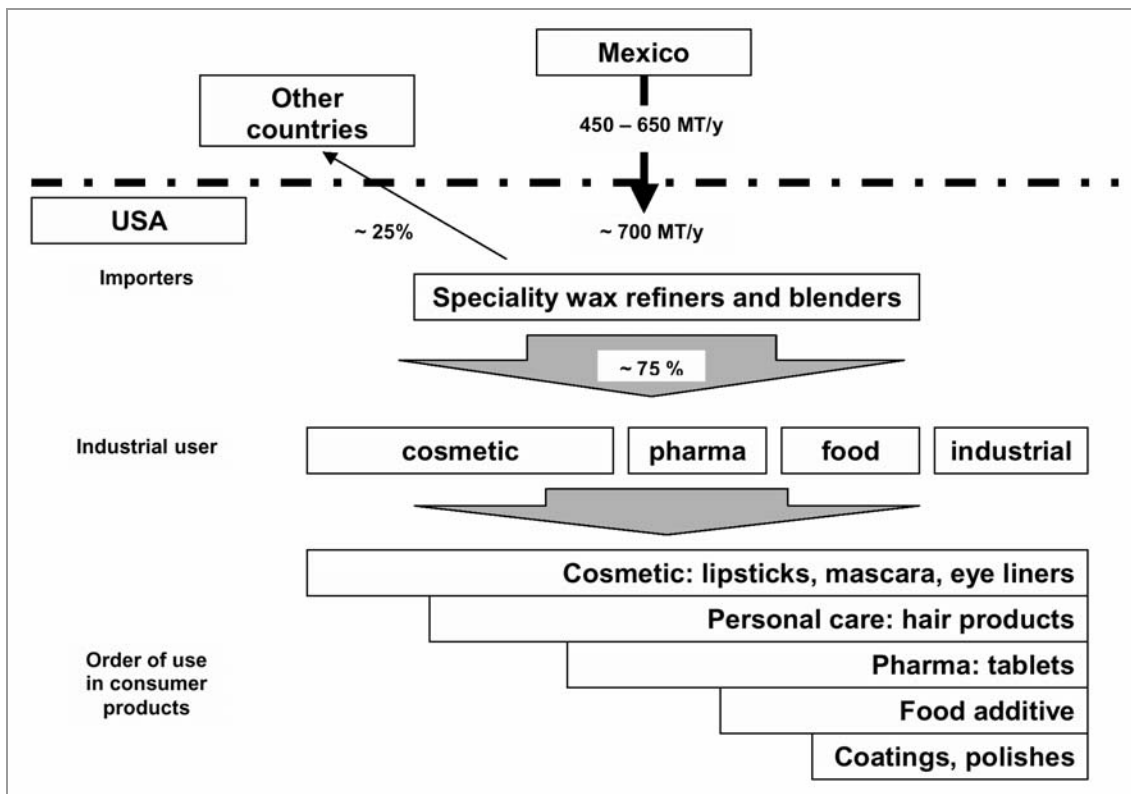 Mexico
Other
countries
450 – 650 MT/y
USA
~ 25%
~ 700 MT/y
Importers
Speciality wax refiners and blenders
~ 75 %
Industrial user
cosmetic
pharma
food
industrial
Cosmetic: lipsticks, mascara, eye liners
Personal care: hair products
Order of use
in consumer
products
Pharma: tablets
Food additive
Coatings, polishes